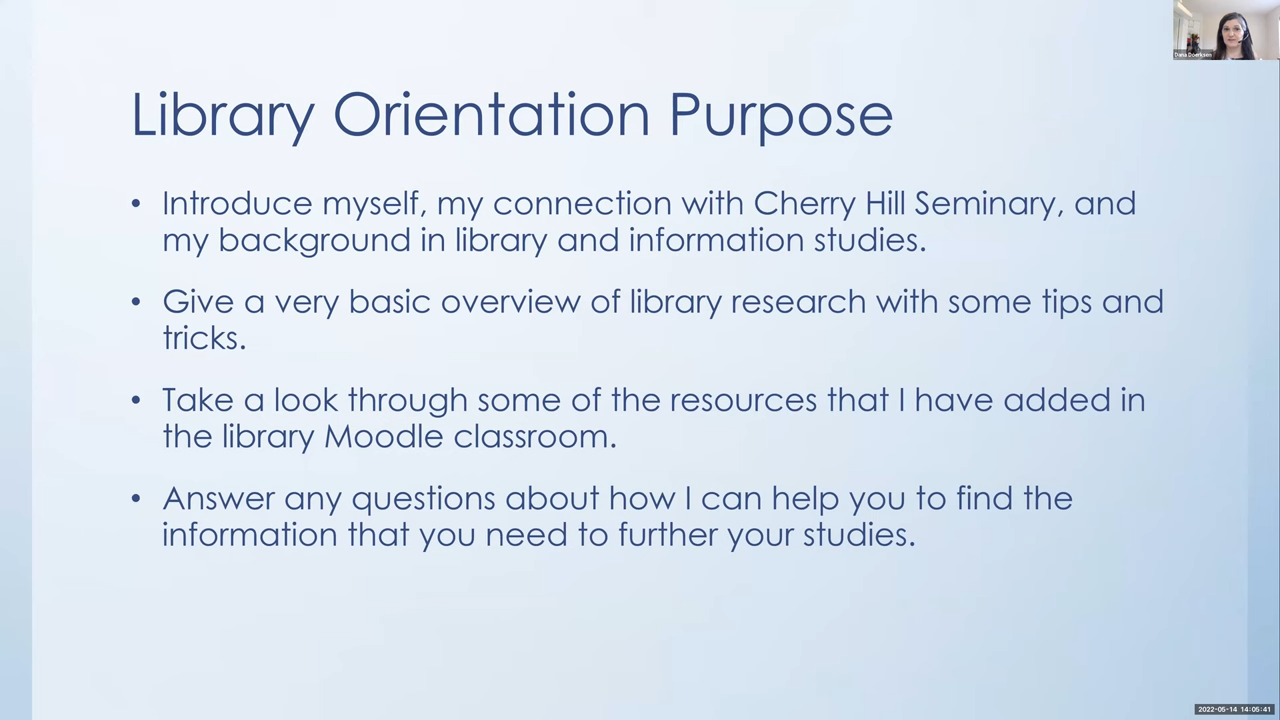 Dana Doerksen
Library Orientation Purpose
• Introduce myself, my connection with Cherry Hill Seminary, and
my background in library and information studies.
• Give a very basic overview of library research with some tips and
tricks.
• Take a look through some of the resources that I have added in
the library Moodle classroom.
• Answer any questions about how I can help you to find the
information that you need to further your studies.
2022-05-14 14:05:41